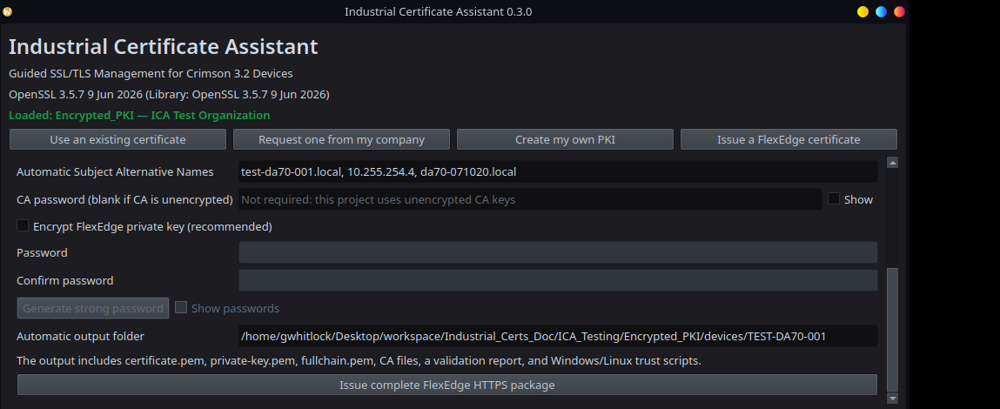 Industrial Certificate Assistant 0.3.0
Industrial Certificate Assistant
Guided SSL/TLS Management for Crimson 3.2 Devices
OpenSSL 3.5.7 9 Jun 2026 (Library: OpenSSL 3.5.7 9 Jun 2026)
Loaded: Encrypted_PKI — ICA Test Organization
Use an existing certificate Request one from my company Create my own PKI Issue a FlexEdge certificate
Automatic Subject Alternative Names test-da70-001.local, 10.255.254.4, da70-071020.local
CA password (blank if CA is unencrypted) Not required: this project uses unencrypted CA keys Show
Encrypt FlexEdge private key (recommended)
Password
Confirm password
Generate strong password Show passwords
Automatic output folder /home/gwhitlock/Desktop/workspace/Industrial_Certs_Doc/ICA_Testing/Encrypted_PKI/devices/TEST-DA70-001
The output includes certificate.pem, private-key.pem, fullchain.pem, CA files, a validation report, and Windows/Linux trust scripts.
Issue complete FlexEdge HTTPS package